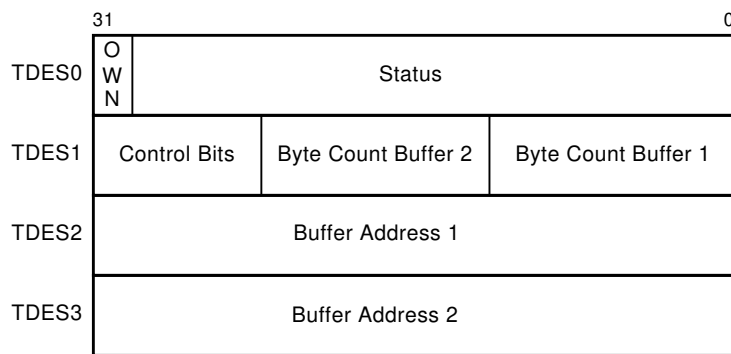 31 0
TDES0 OWN Status
TDES1 Control Bits Byte Count Buffer 2 Byte Count Buffer 1
TDES2 Buffer Address 1
TDES3 Buffer Address 2